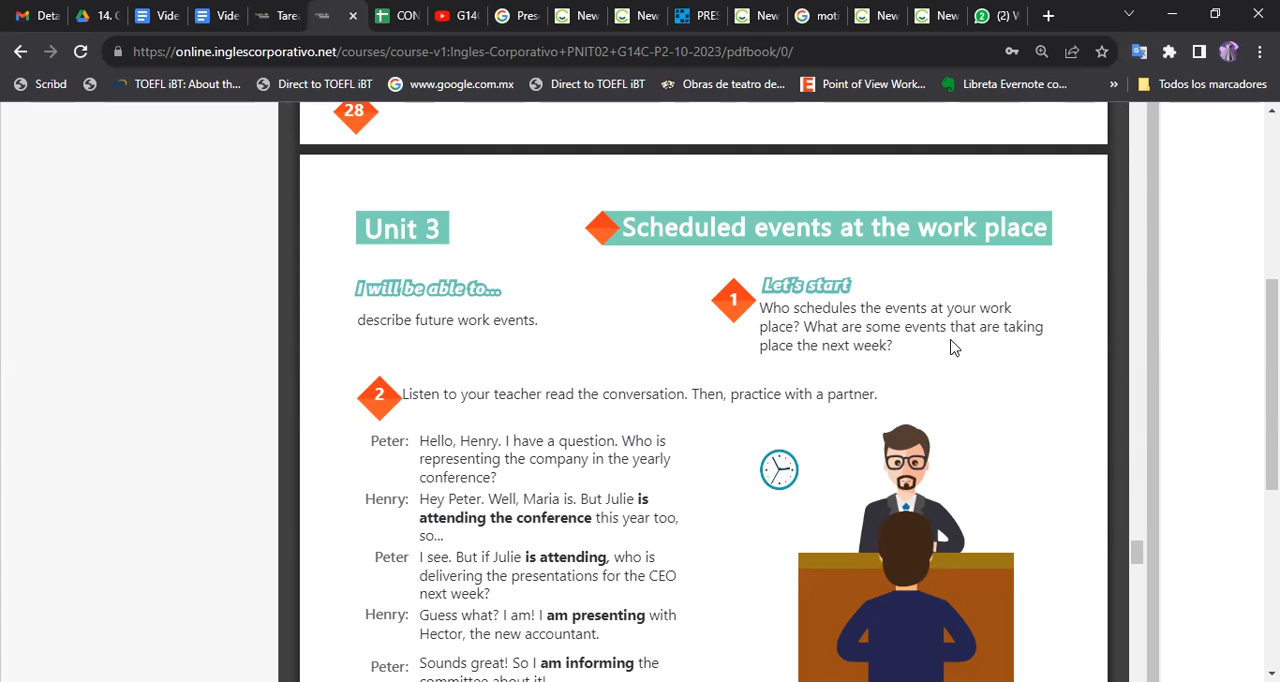 Deta
14. C
Vide
Vide
Tare
CON
G14C
Pres
New
New
PRE
New
moti
New
New
(2) W
https://online.inglescorporativo.net/courses/course-v1:Ingles-Corporativo+PNIT02+G14C-P2-10-2023/pdfbook/0/
Scribd
TOEFL iBT: About th...
Direct to TOEFL iBT
www.google.com.mx
Direct to TOEFL iBT
Obras de teatro de...
Point of View Work...
Libreta Evernote co...
»
Todos los marcadores
28
Unit 3
Scheduled events at the work place
I will be able to...
describe future work events.
1
Let's start
Who schedules the events at your work
place? What are some events that are taking
place the next week?
2 Listen to your teacher read the conversation. Then, practice with a partner.
Peter: Hello, Henry. I have a question. Who is
representing the company in the yearly
conference?
Henry: Hey Peter. Well, Maria is. But Julie is
attending the conference this year too,
so...
Peter I see. But if Julie is attending, who is
delivering the presentations for the CEO
next week?
Henry: Guess what? I am! I am presenting with
Hector, the new accountant.
Peter: Sounds great! So I am informing the
committee about it!